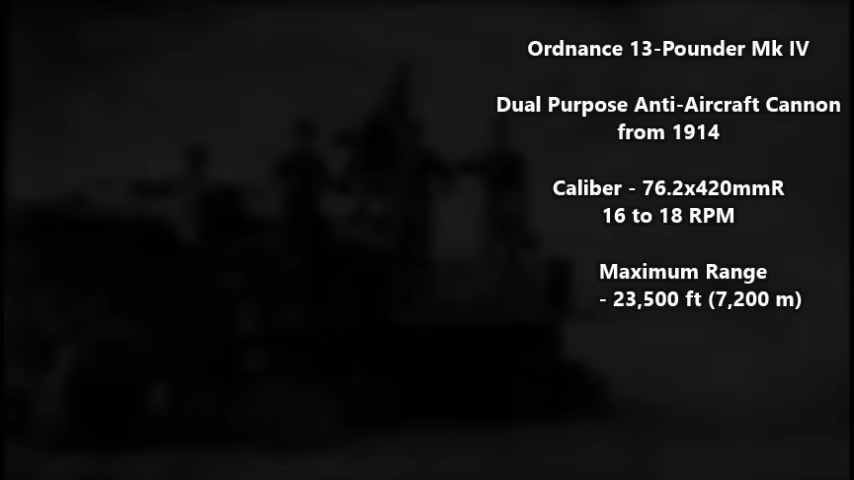 Ordnance 13-Pounder Mk IV
Dual Purpose Anti-Aircraft Cannon
from 1914
Caliber - 76.2x420mmR
16 to 18 RPM
Maximum Range
- 23,500 ft (7,200 m)